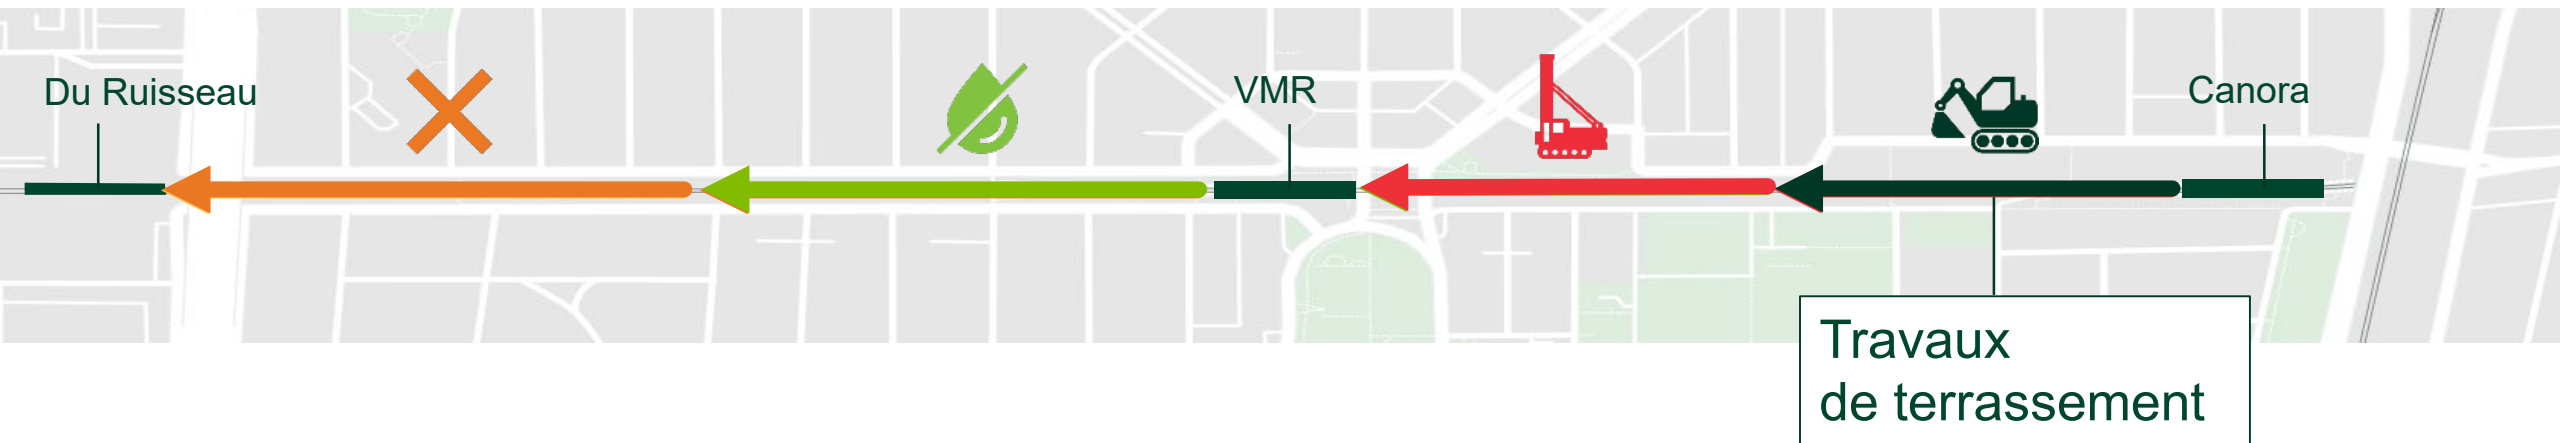 Du Ruisseau
VMR
Canora
Travaux
de terrassement